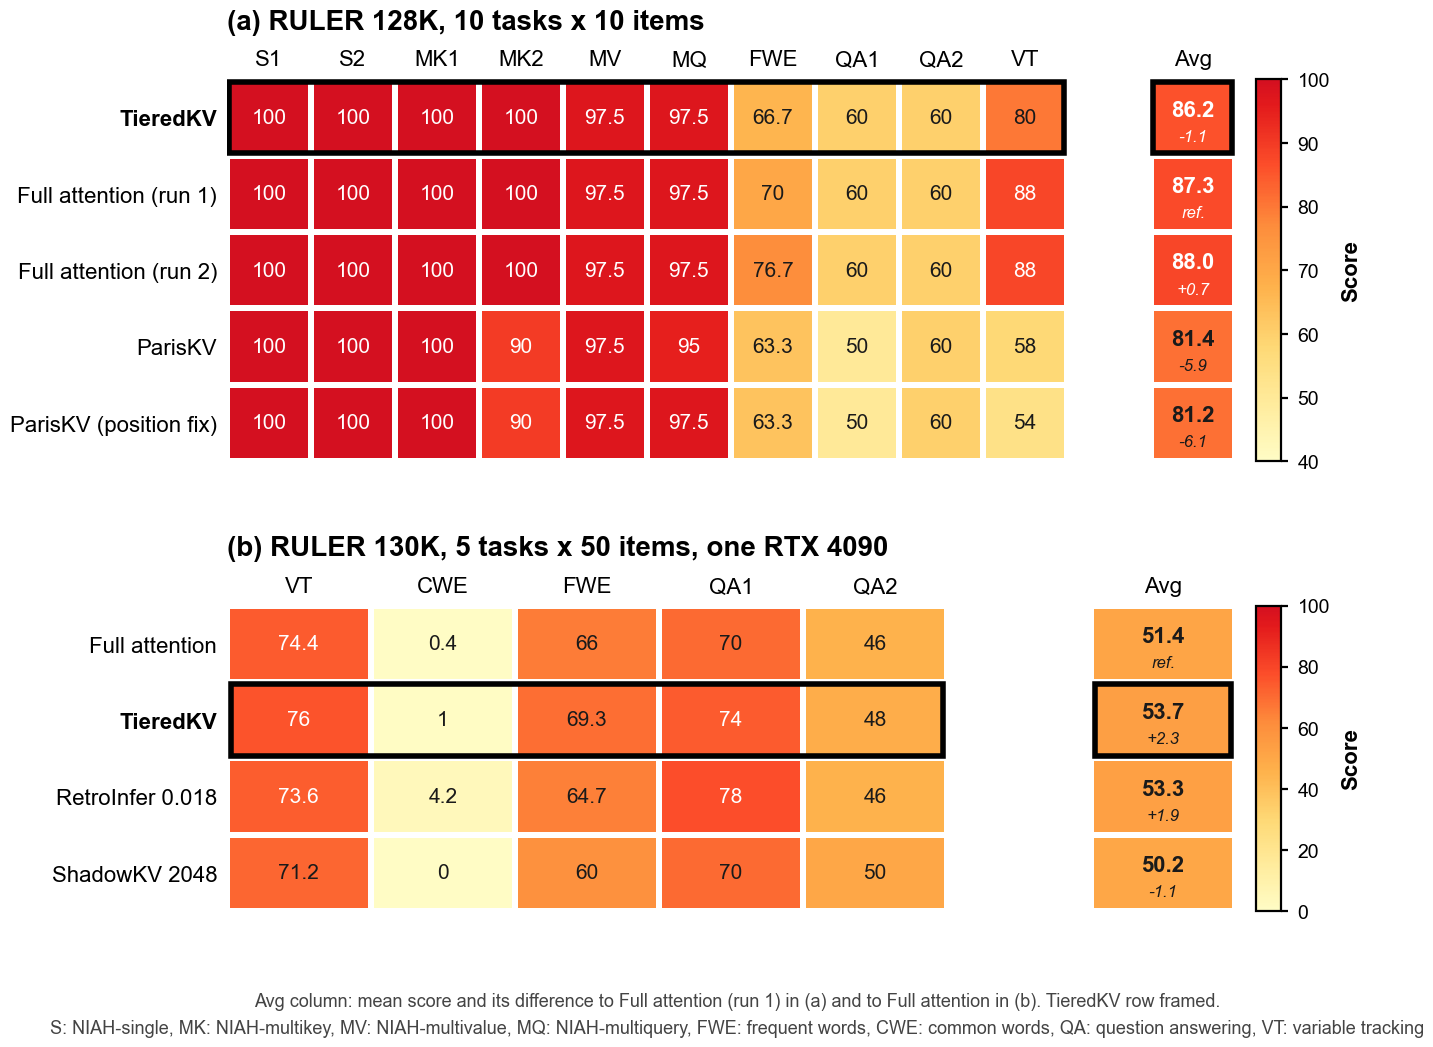 (a) RULER 128K, 10 tasks x 10 items
S1 S2 MK1 MK2 MV MQ FWE QA1 QA2 VT Avg
TieredKV 100 100 100 100 97.5 97.5 66.7 60 60 80 86.2
-1.1
Full attention (run 1) 100 100 100 100 97.5 97.5 70 60 60 88 87.3
ref.
Full attention (run 2) 100 100 100 100 97.5 97.5 76.7 60 60 88 88.0
+0.7
ParisKV 100 100 100 90 97.5 95 63.3 50 60 58 81.4
-5.9
ParisKV (position fix) 100 100 100 90 97.5 97.5 63.3 50 60 54 81.2
-6.1
100
90
80
70
60
50
40
Score
(b) RULER 130K, 5 tasks x 50 items, one RTX 4090
VT CWE FWE QA1 QA2 Avg
Full attention 74.4 0.4 66 70 46 51.4
ref.
TieredKV 76 1 69.3 74 48 53.7
+2.3
RetroInfer 0.018 73.6 4.2 64.7 78 46 53.3
+1.9
ShadowKV 2048 71.2 0 60 70 50 50.2
-1.1
100
80
60
40
20
0
Score
Avg column: mean score and its difference to Full attention (run 1) in (a) and to Full attention in (b). TieredKV row framed.
S: NIAH-single, MK: NIAH-multikey, MV: NIAH-multivalue, MQ: NIAH-multiquery, FWE: frequent words, CWE: common words, QA: question answering, VT: variable tracking